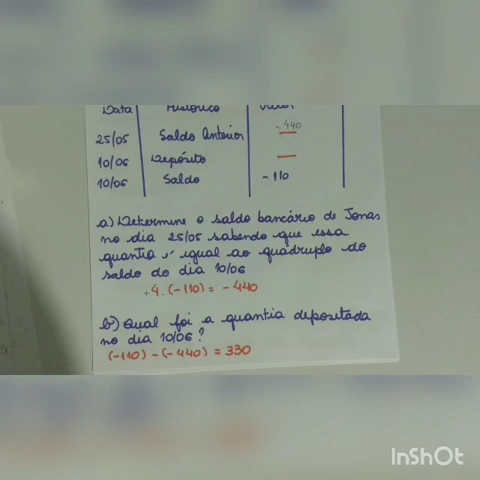 Data Histórico Valor
25/05 Saldo Anterior -440
10/06 Depósito
10/06 Saldo -110
a) Determine o saldo bancário de Jonas
no dia 25/05 sabendo que essa
quantia é igual ao quádruplo do
saldo do dia 10/06
+4.(-110) = -440
b) Qual foi a quantia depositada
no dia 10/06?
(-110) - (-440) = 330
InShOt